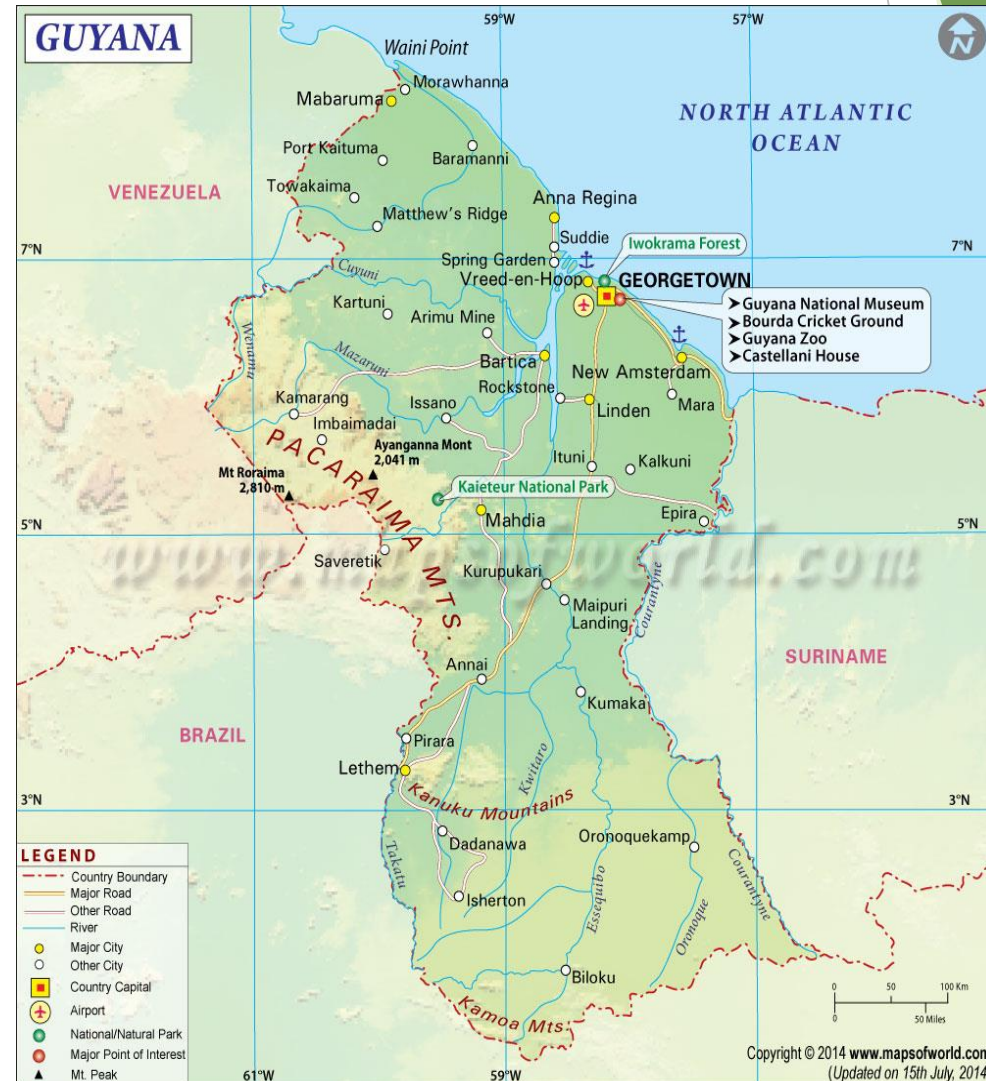 GUYANA
59°W
57°W
N
Waini Point
Morawhanna
Mabaruma
NORTH ATLANTIC
OCEAN
Port Kaituma
Baramanni
VENEZUELA
Towakaima
Anna Regina
Matthew's Ridge
Suddie
Iwokrama Forest
7°N
7°N
Spring Garden
Cuyuni
Vreed-en-Hoop
GEORGETOWN
Kartuni
➤Guyana National Museum
➤Bourda Cricket Ground
➤Guyana Zoo
➤Castellani House
Arimu Mine
Wenamu
Mazaruni
Bartica
New Amsterdam
Rockstone
Kamarang
Issano
Linden
Mara
Imbaimadai
Ayanganna Mont
2,041 m
PACARAIMA MTS.
Ituni
Kalkuni
Mt Roraima
2,810 m
Kaieteur National Park
Mahdia
Epira
5°N
5°N
www.mapsofworld.com
Saveretik
Kurupukari
Courantyne
Maipuri
Landing
SURINAME
Annai
Kumaka
BRAZIL
Pirara
Lethem
Kwitaro
Kanuku Mountains
3°N
3°N
Dadanawa
Oronoquekamp
Takatu
Courantyne
Isherton
Essequibo
Oronoque
Biloku
Kamoa Mts.
LEGEND
Country Boundary
Major Road
Other Road
River
Major City
Other City
Country Capital
Airport
National/Natural Park
Major Point of Interest
Mt. Peak
0 50 100 Km
0 50 Miles
Copyright © 2014 www.mapsofworld.com
(Updated on 15th July, 2014
61°W
59°W
57°W